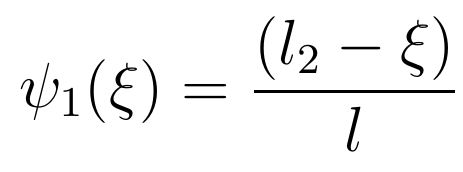 ψ₁(ξ) = (l₂ − ξ) / l